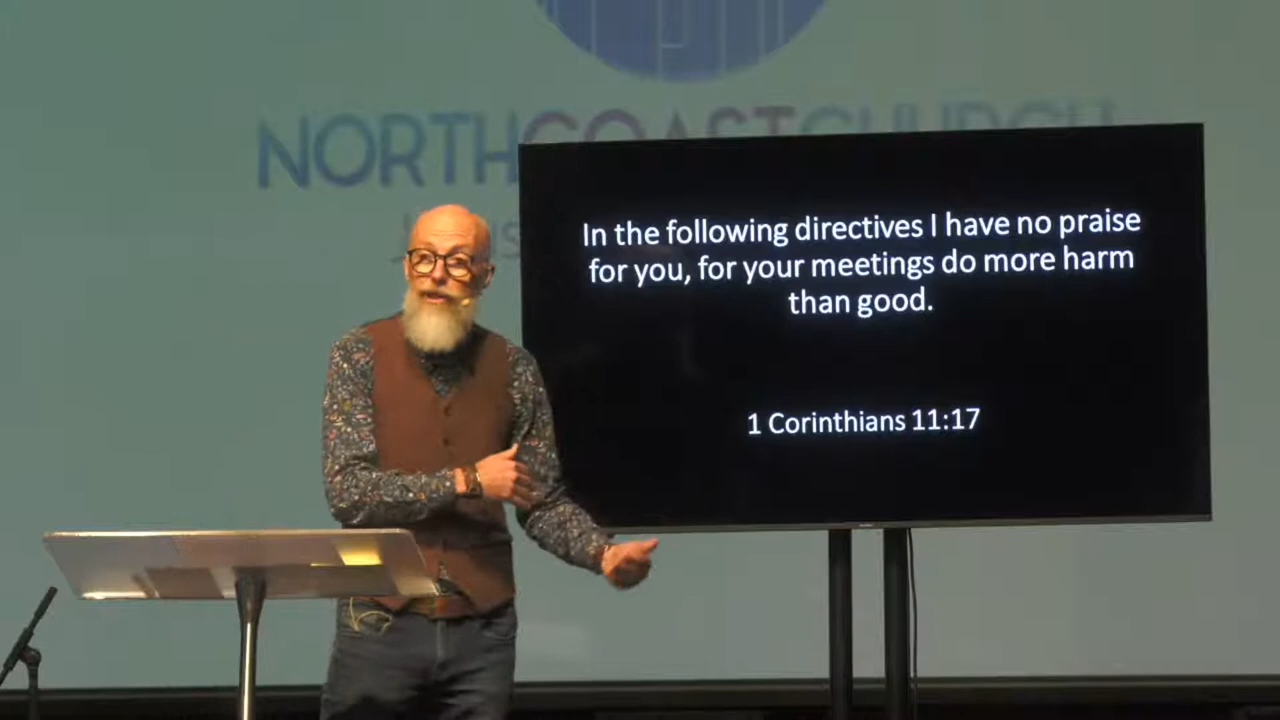 NORTHCOASTCHURCH
In the following directives I have no praise
for you, for your meetings do more harm
than good.
1 Corinthians 11:17